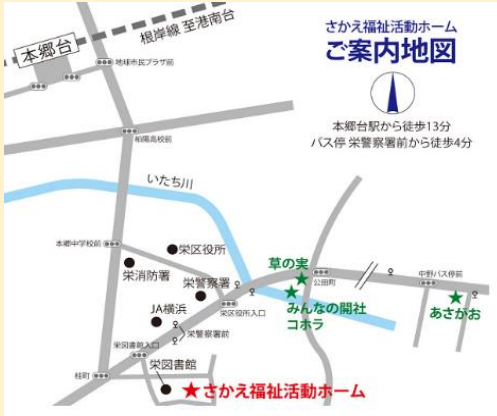 さかえ福祉活動ホーム
ご案内地図
本郷台駅から徒歩13分
バス停 栄警察署前から徒歩4分
根岸線 至港南台
本郷台
地球市民プラザ前
柏陽高校前
いたち川
本郷中学校前
栄区役所
栄消防署
栄警察署
草の実
公田町
中野バス停前
みんなの開社
コホラ
あさがお
JA横浜
栄区役所入口
栄警察署前
栄図書館入口
栄図書館
桂町
さかえ福祉活動ホーム